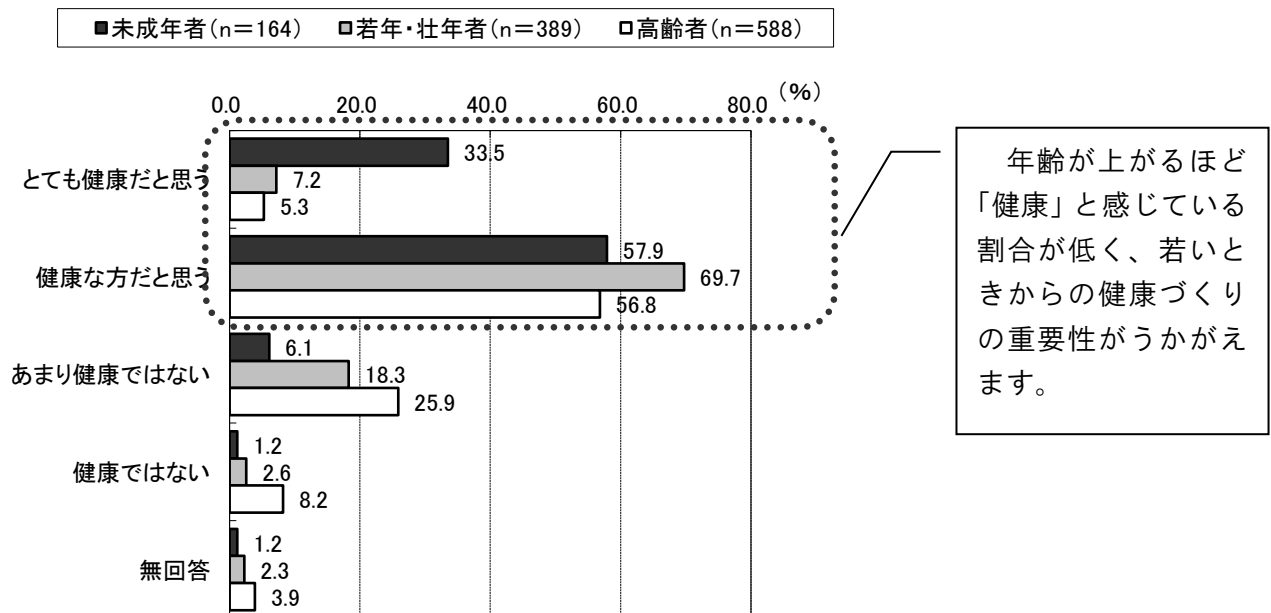 ■未成年者(n=164) ■若年・壮年者(n=389) □高齢者(n=588)
0.0 20.0 40.0 60.0 80.0 (%)
とても健康だと思う
33.5
7.2
5.3
健康な方だと思う
57.9
69.7
56.8
あまり健康ではない
6.1
18.3
25.9
健康ではない
1.2
2.6
8.2
無回答
1.2
2.3
3.9
年齢が上がるほど
「健康」と感じている
割合が低く、若いと
きからの健康づくり
の重要性がうかがえ
ます。